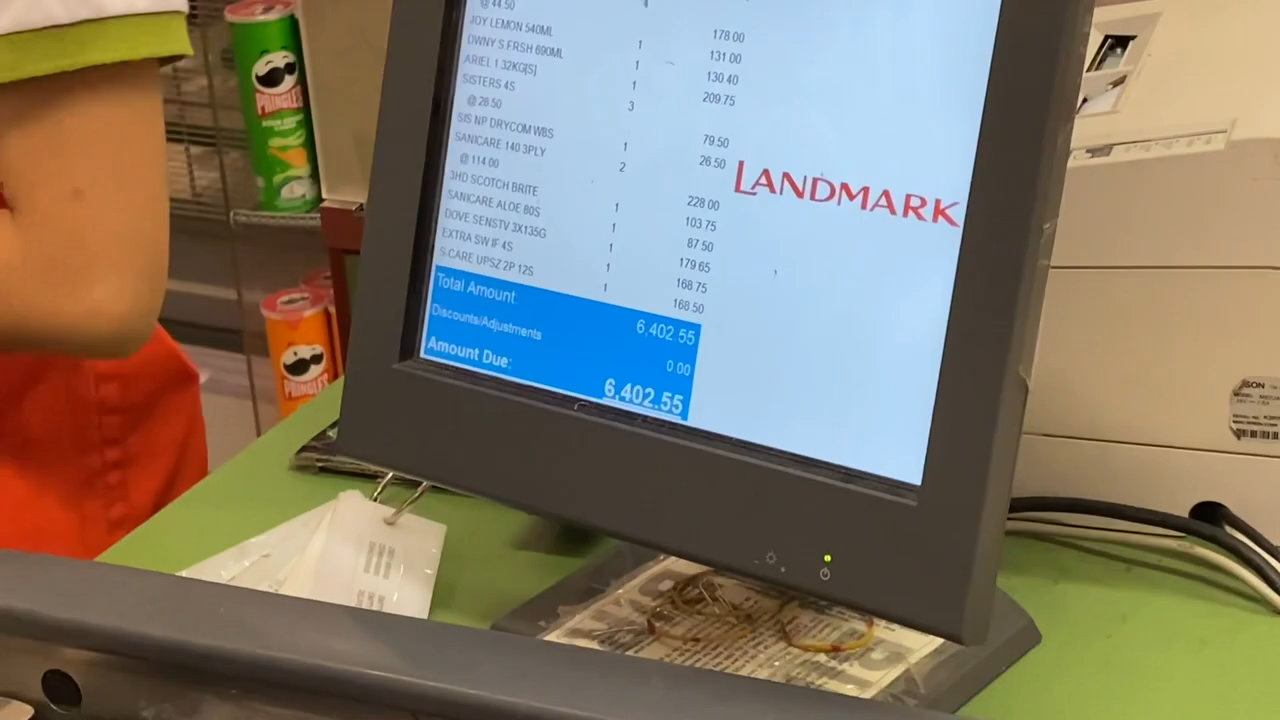 @ 44.50 4 178.00
JOY LEMON 540ML 1 131.00
DWNY S.FRSH 690ML 1 130.40
ARIEL 1.32KG[S] 1 209.75
SISTERS 4S 3
@ 26.50 79.50
SIS NP DRYCOM W8S 1 26.50
SANICARE 140 3PLY 2
@ 114.00 228.00
3HD SCOTCH BRITE 1 103.75
SANICARE ALOE 80S 1 87.50
DOVE SENSTV 3X135G 1 179.65
EXTRA SW IF 4S 1 168.75
S.CARE UPSZ 2P 12S 1 168.50
Total Amount: 6,402.55
Discounts/Adjustments 0.00
Amount Due: 6,402.55
LANDMARK
PRINGLES
PRINGLES